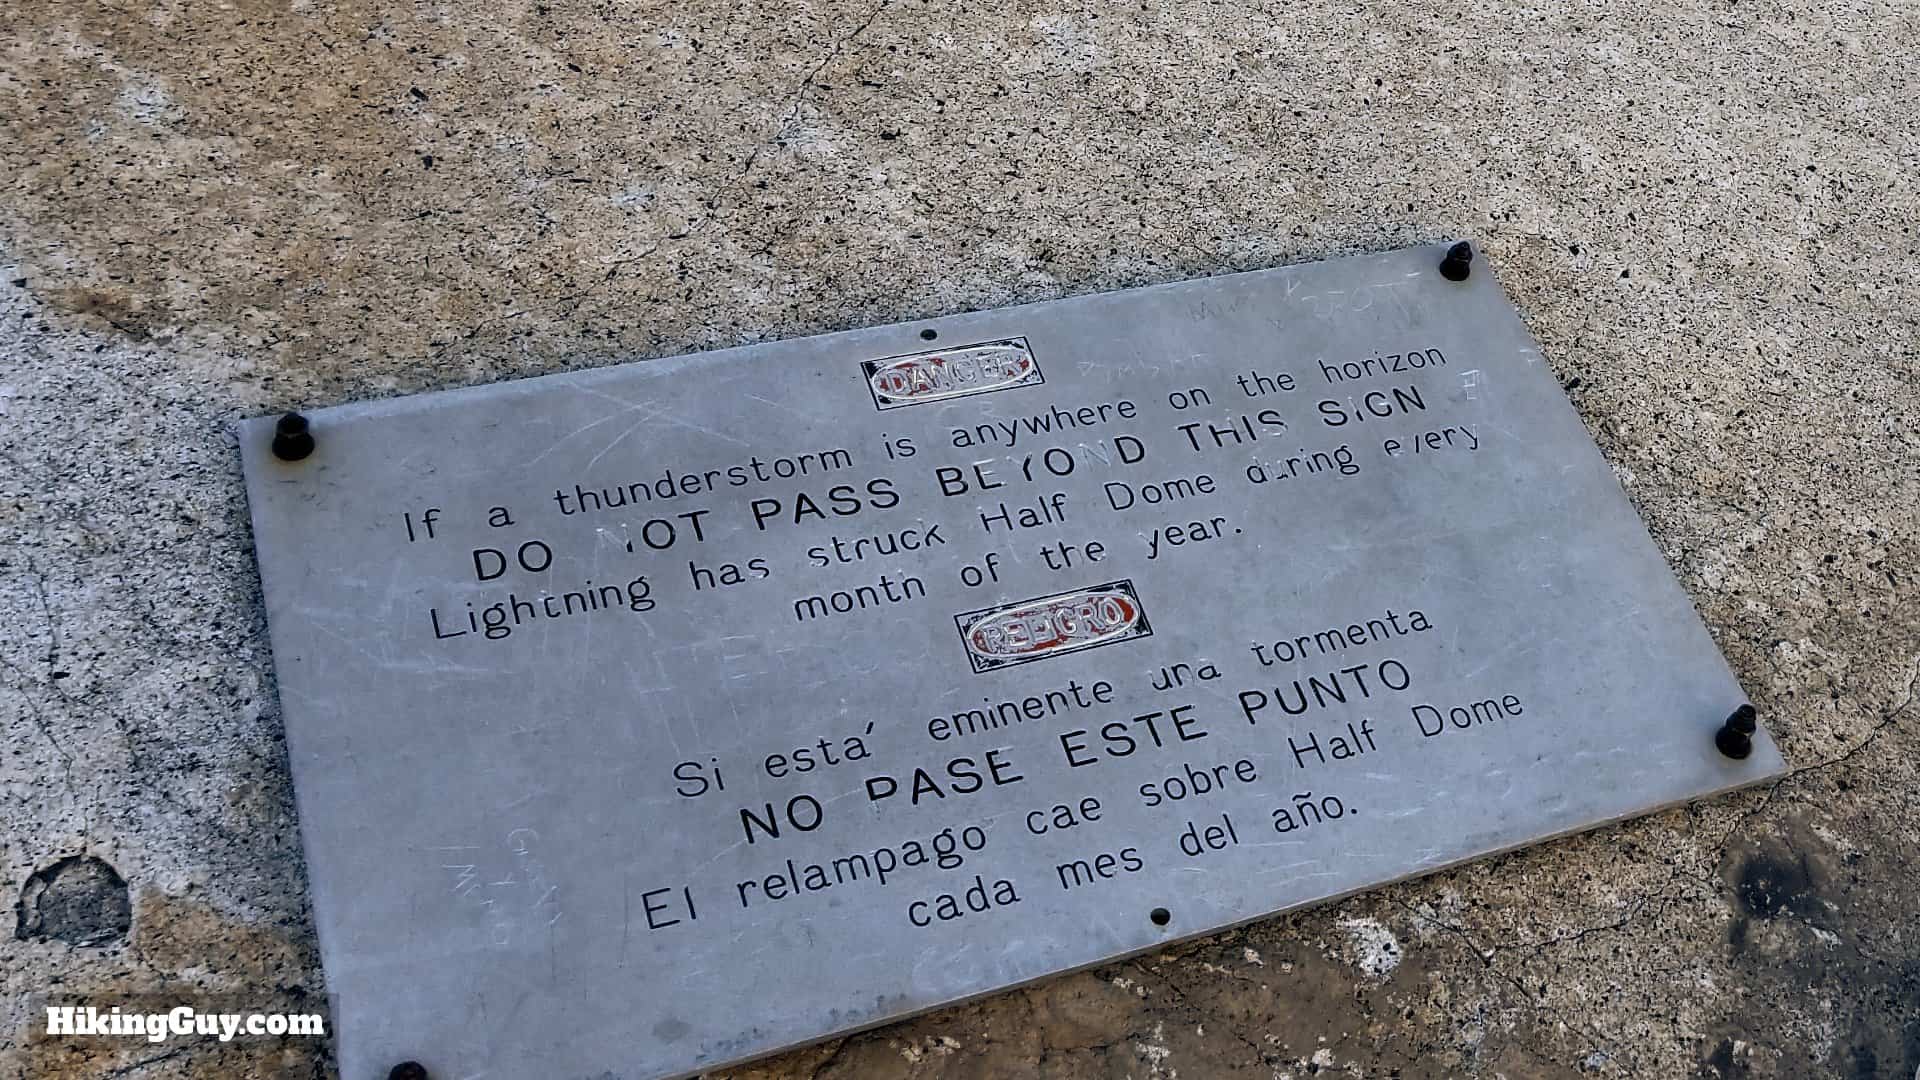 DANGER
If a thunderstorm is anywhere on the horizon
DO NOT PASS BEYOND THIS SIGN
Lightning has struck Half Dome during every
month of the year.
PELIGRO
Si está eminente una tormenta
NO PASE ESTE PUNTO
El relampago cae sobre Half Dome
cada mes del año.
HikingGuy.com